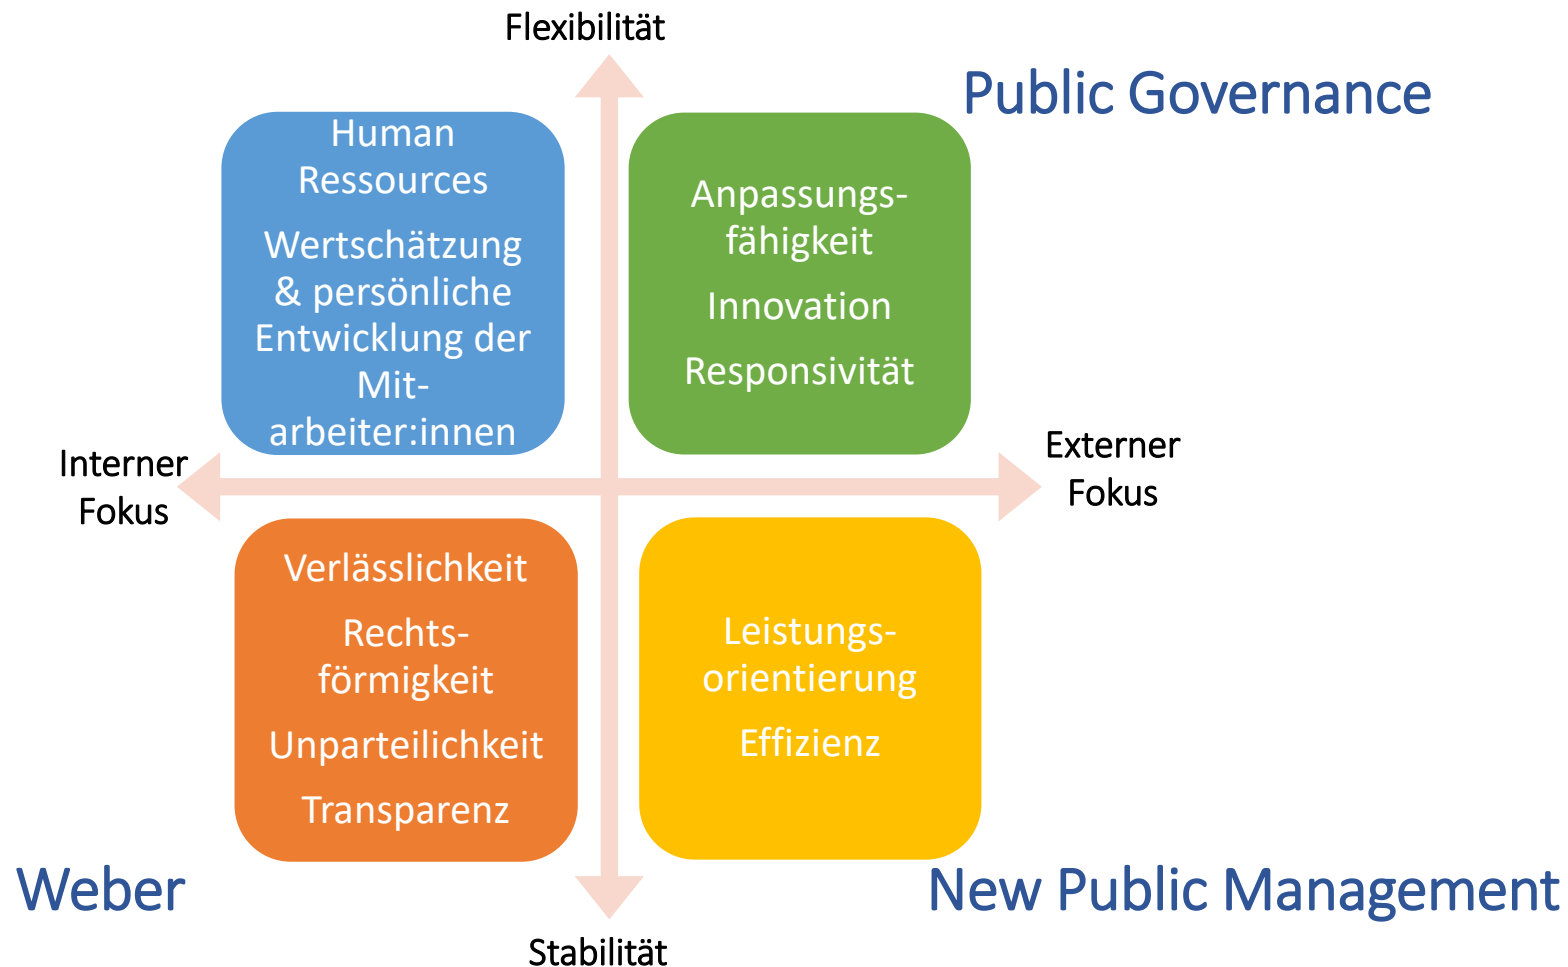 Flexibilität
Public Governance
Human
Ressources
Wertschätzung
& persönliche
Entwicklung der
Mit-
arbeiter:innen
Anpassungs-
fähigkeit
Innovation
Responsivität
Interner
Fokus
Externer
Fokus
Verlässlichkeit
Rechts-
förmigkeit
Unparteilichkeit
Transparenz
Leistungs-
orientierung
Effizienz
Weber
New Public Management
Stabilität